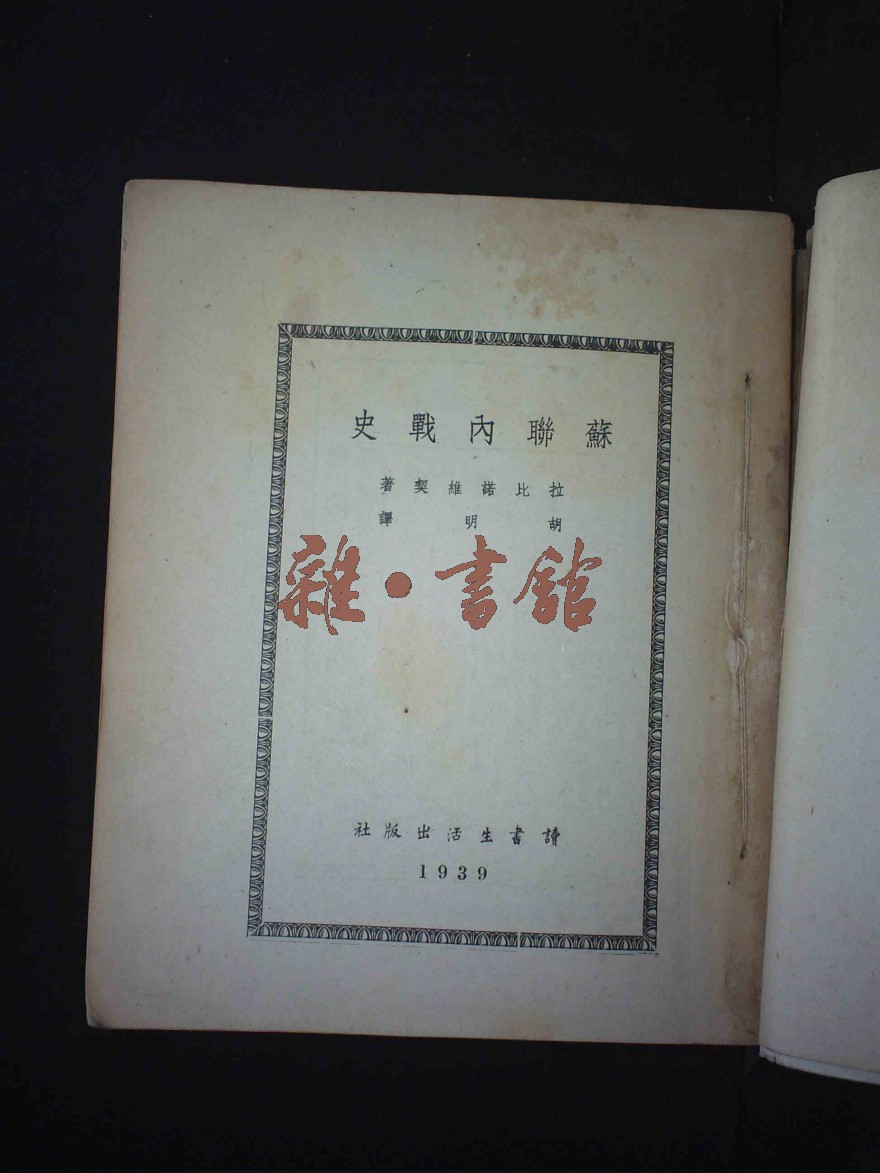 蘇聯內戰史
拉比諾維契著
胡明譯
雜·書館
讀書生活出版社
1939